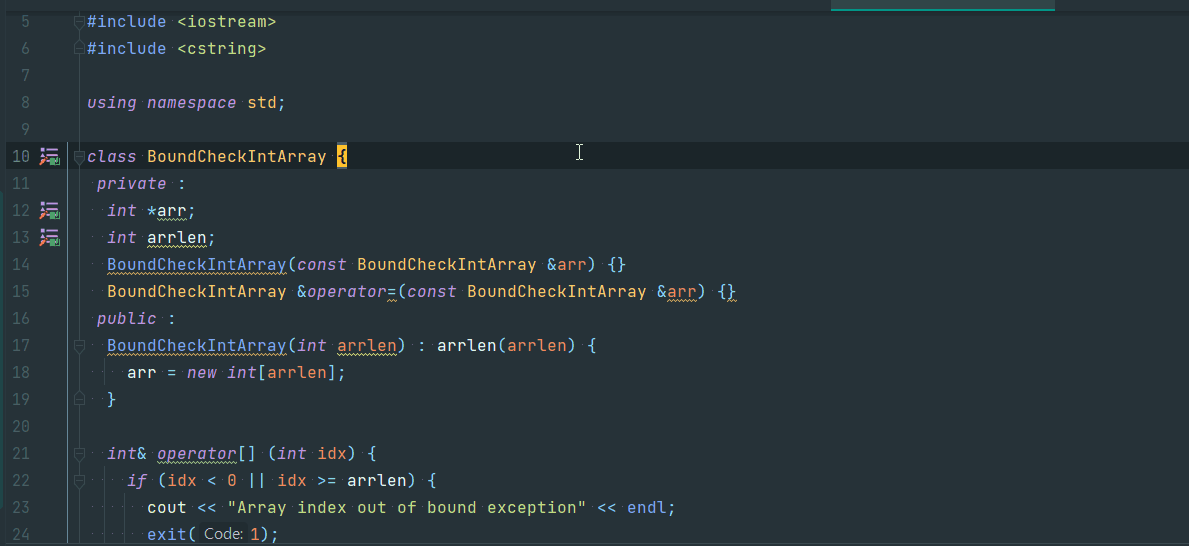 5 #include <iostream>
6 #include <cstring>
7
8 using namespace std;
9
10 class BoundCheckIntArray {
11 private :
12 int *arr;
13 int arrlen;
14 BoundCheckIntArray(const BoundCheckIntArray &arr) {}
15 BoundCheckIntArray &operator=(const BoundCheckIntArray &arr) {}
16 public :
17 BoundCheckIntArray(int arrlen) : arrlen(arrlen) {
18 arr = new int[arrlen];
19 }
20
21 int& operator[] (int idx) {
22 if (idx < 0 || idx >= arrlen) {
23 cout << "Array index out of bound exception" << endl;
24 exit( Code: 1);